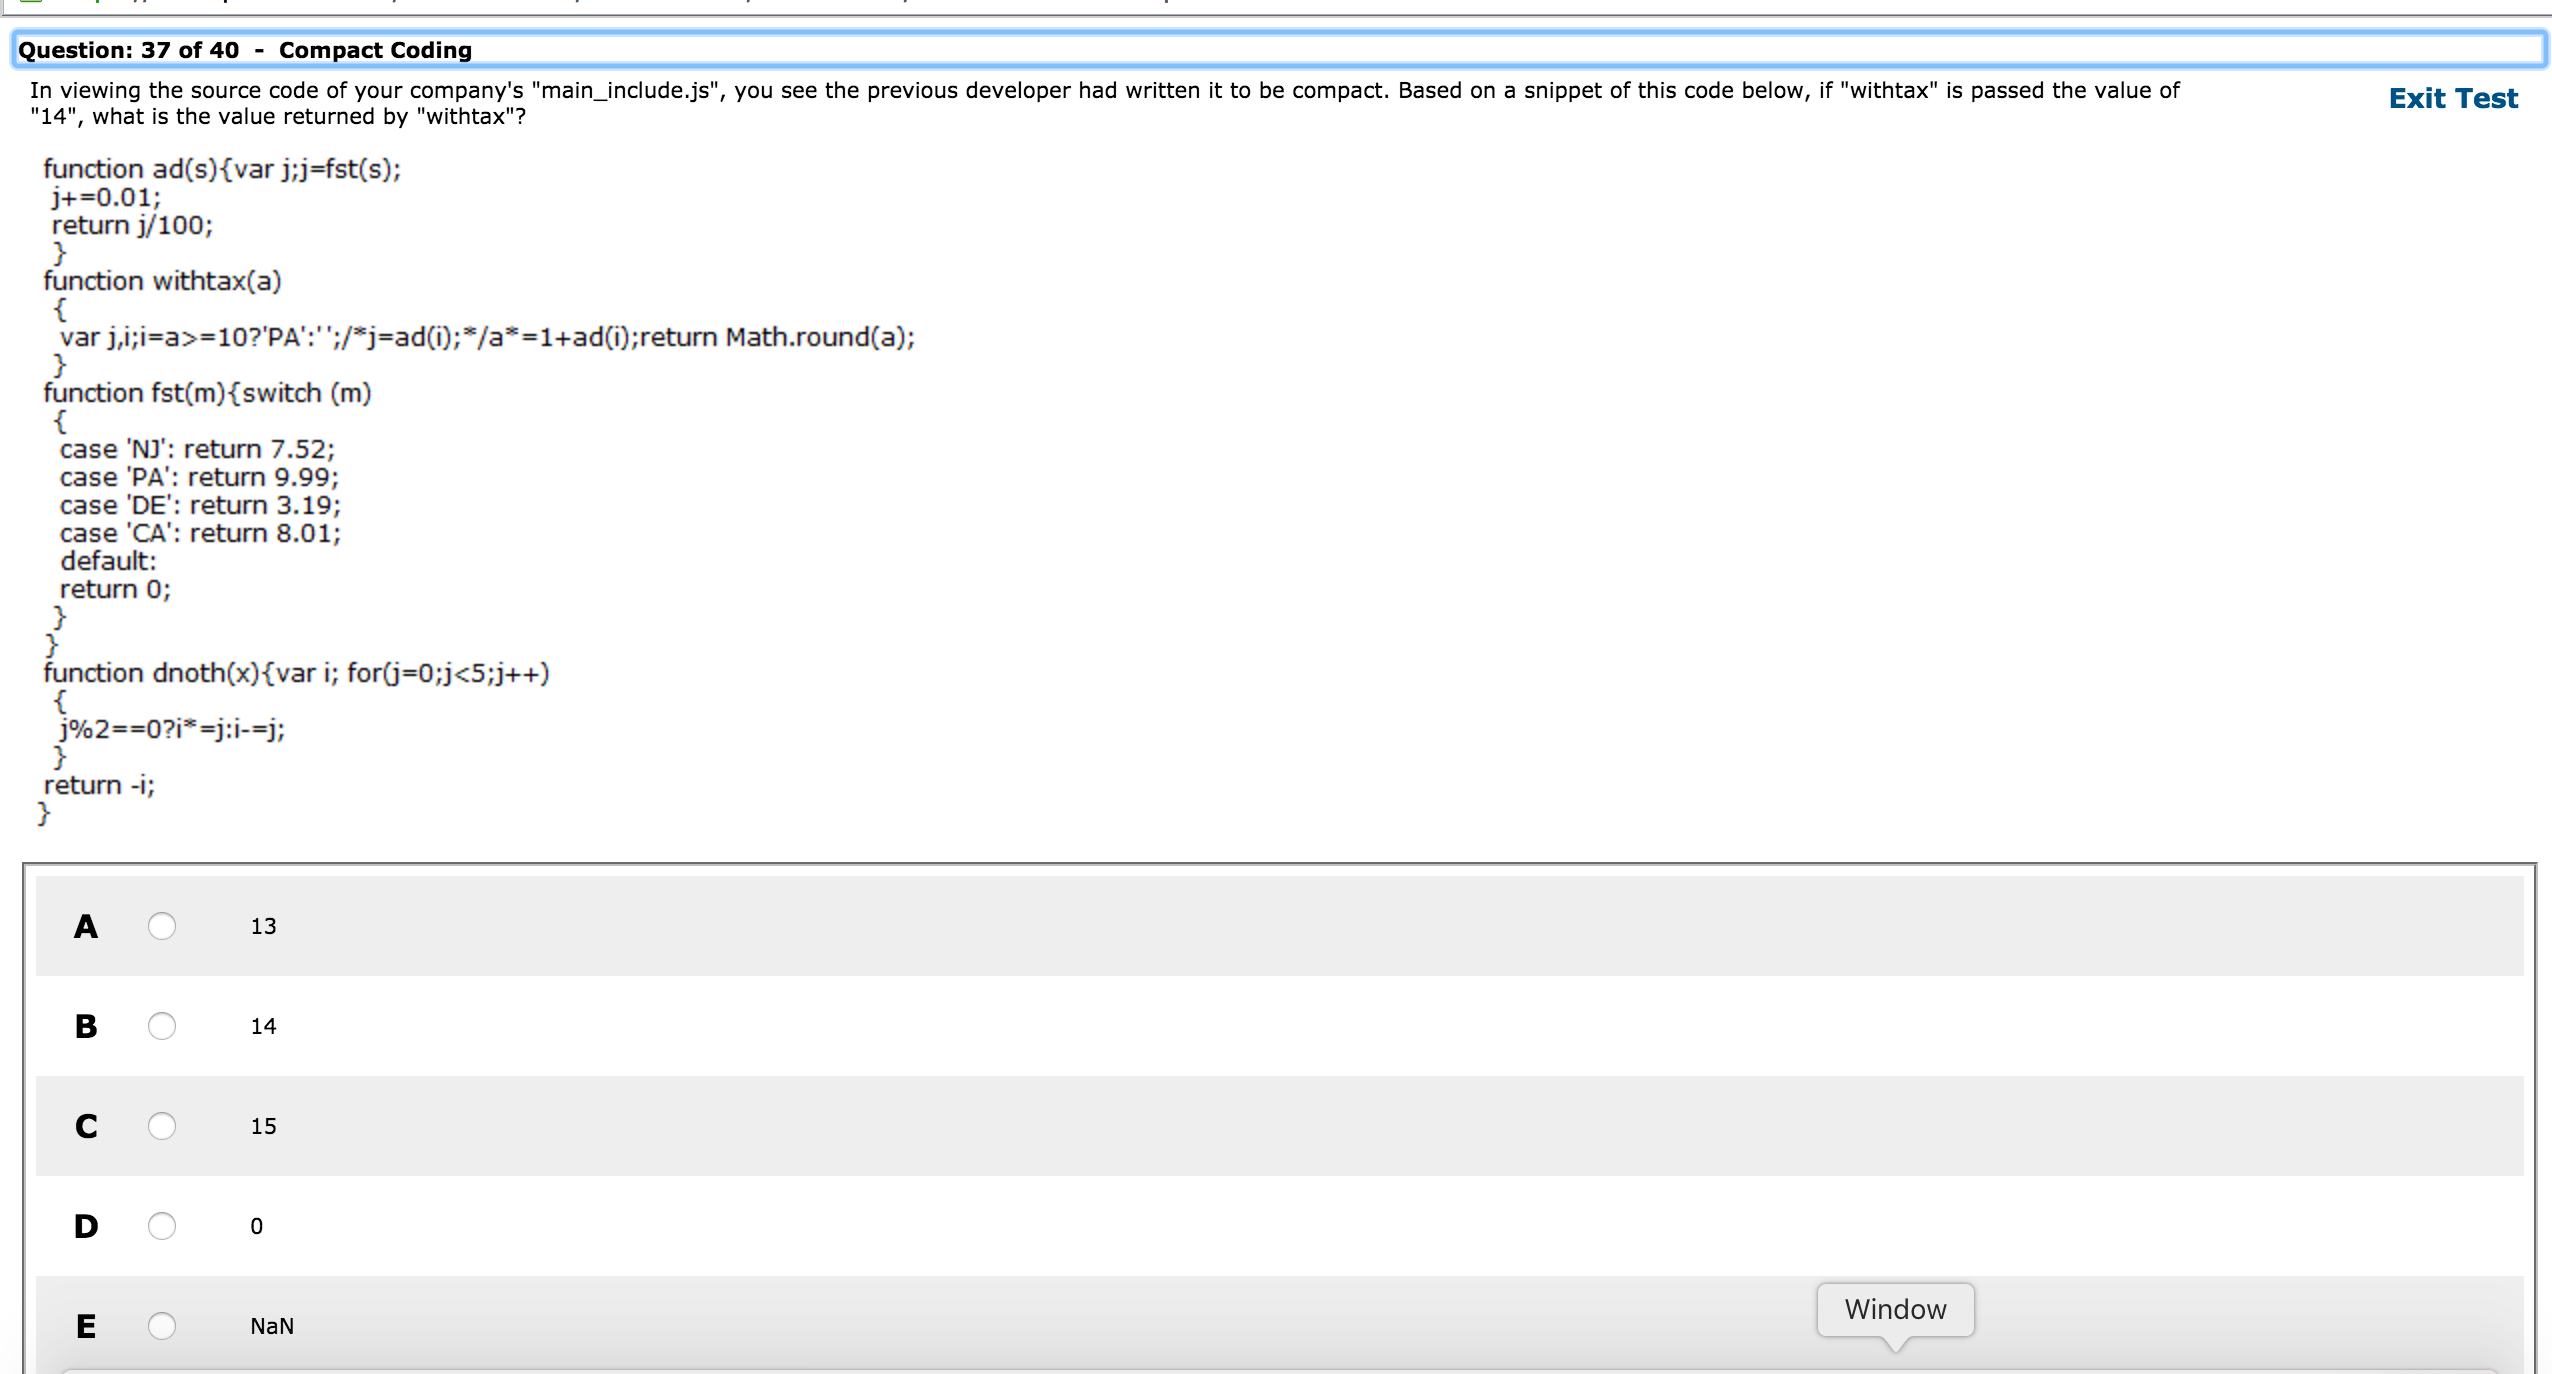 Question: 37 of 40 - Compact Coding
In viewing the source code of your company's "main_include.js", you see the previous developer had written it to be compact. Based on a snippet of this code below, if "withtax" is passed the value of
"14", what is the value returned by "withtax"?
Exit Test
function ad(s){var j;j=fst(s);
j+=0.01;
return j/100;
}
function withtax(a)
{
var j,i;i=a>=10?'PA':'';/*j=ad(i);*/a*=1+ad(i);return Math.round(a);
}
function fst(m){switch (m)
{
case 'NJ': return 7.52;
case 'PA': return 9.99;
case 'DE': return 3.19;
case 'CA': return 8.01;
default:
return 0;
}
}
function dnoth(x){var i; for(j=0;j<5;j++)
{
j%2==0?i*=j:i-=j;
}
return -i;
}
A 13
B 14
C 15
D 0
E NaN
Window